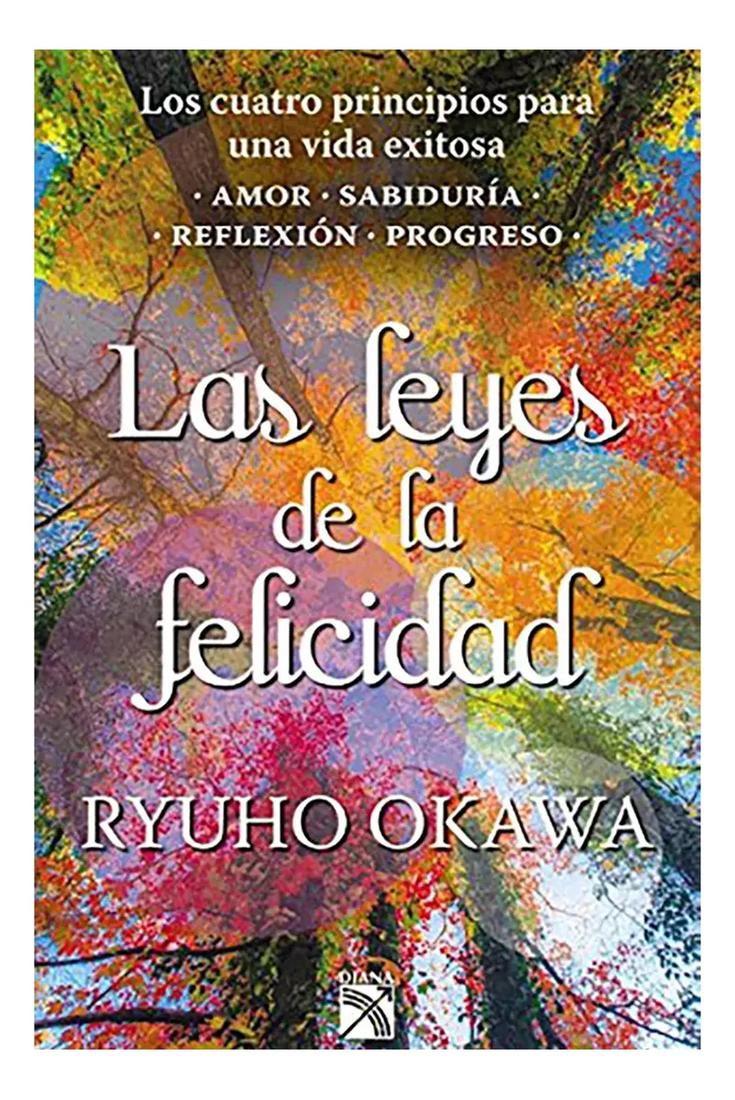 Los cuatro principios para
una vida exitosa
· AMOR · SABIDURÍA ·
· REFLEXIÓN · PROGRESO ·
Las leyes
de la
felicidad
RYUHO OKAWA
DIANA